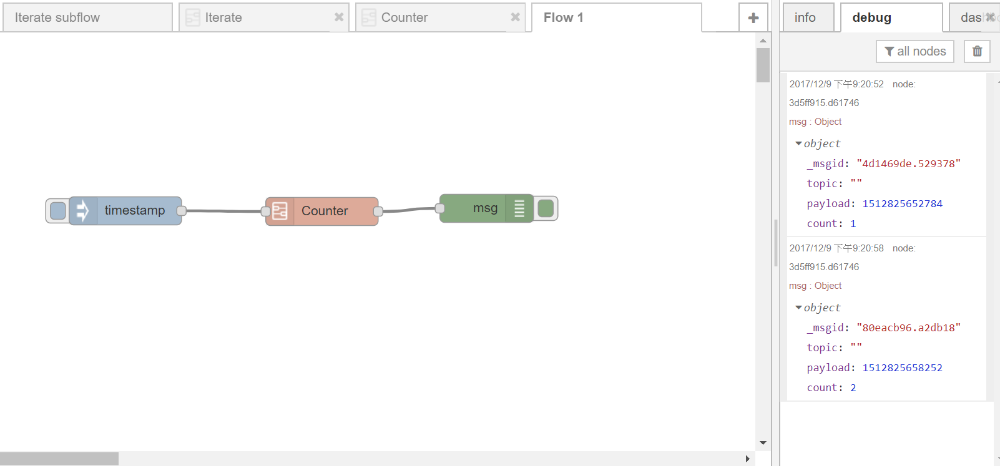 Iterate subflow
Iterate
Counter
Flow 1
info
debug
all nodes
timestamp
Counter
msg
2017/12/9 下午9:20:52 node:
3d5ff915.d61746
msg : Object
object
_msgid: "4d1469de.529378"
topic: ""
payload: 1512825652784
count: 1
2017/12/9 下午9:20:58 node:
3d5ff915.d61746
msg : Object
object
_msgid: "80eacb96.a2db18"
topic: ""
payload: 1512825658252
count: 2